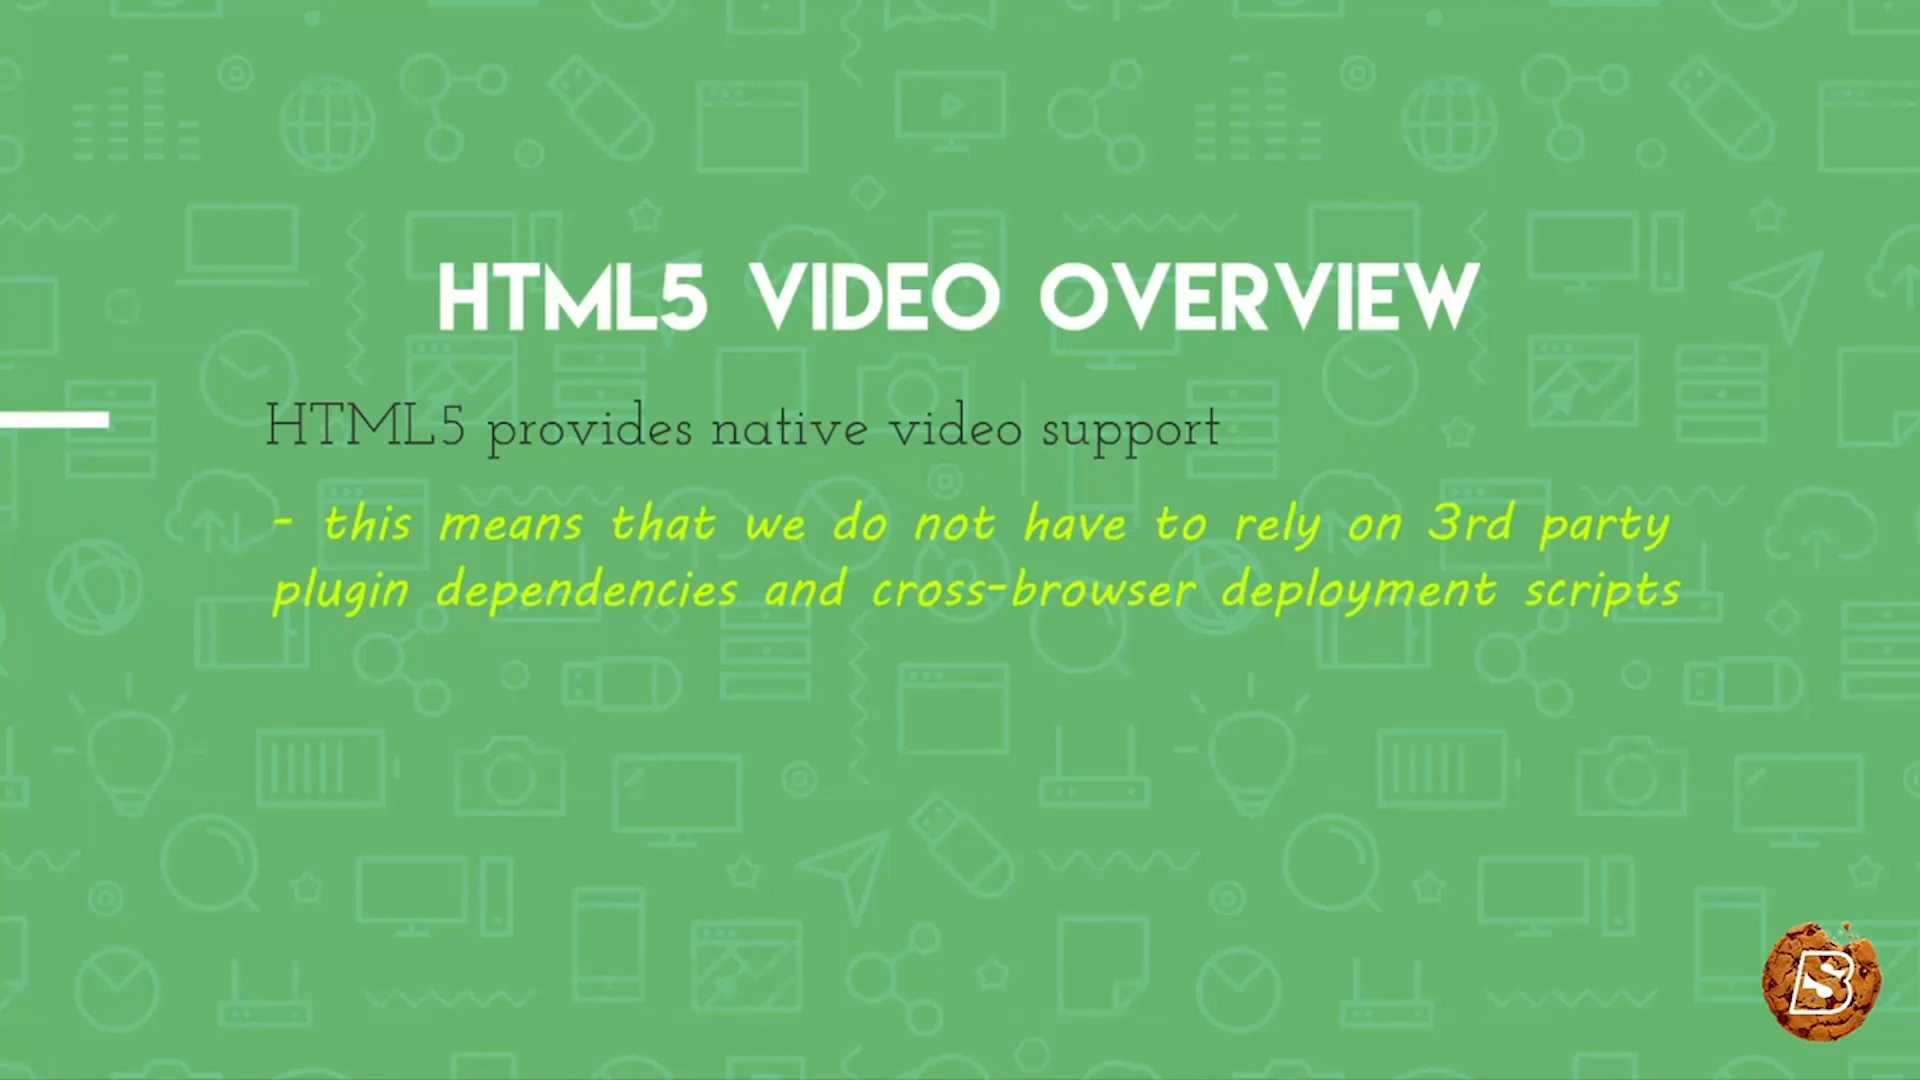 HTML5 VIDEO OVERVIEW
HTML5 provides native video support
- this means that we do not have to rely on 3rd party
plugin dependencies and cross-browser deployment scripts